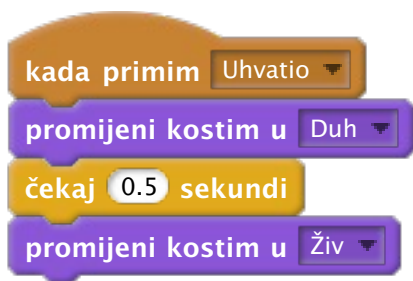 kada primim Uhvatio
promijeni kostim u Duh
čekaj 0.5 sekundi
promijeni kostim u Živ